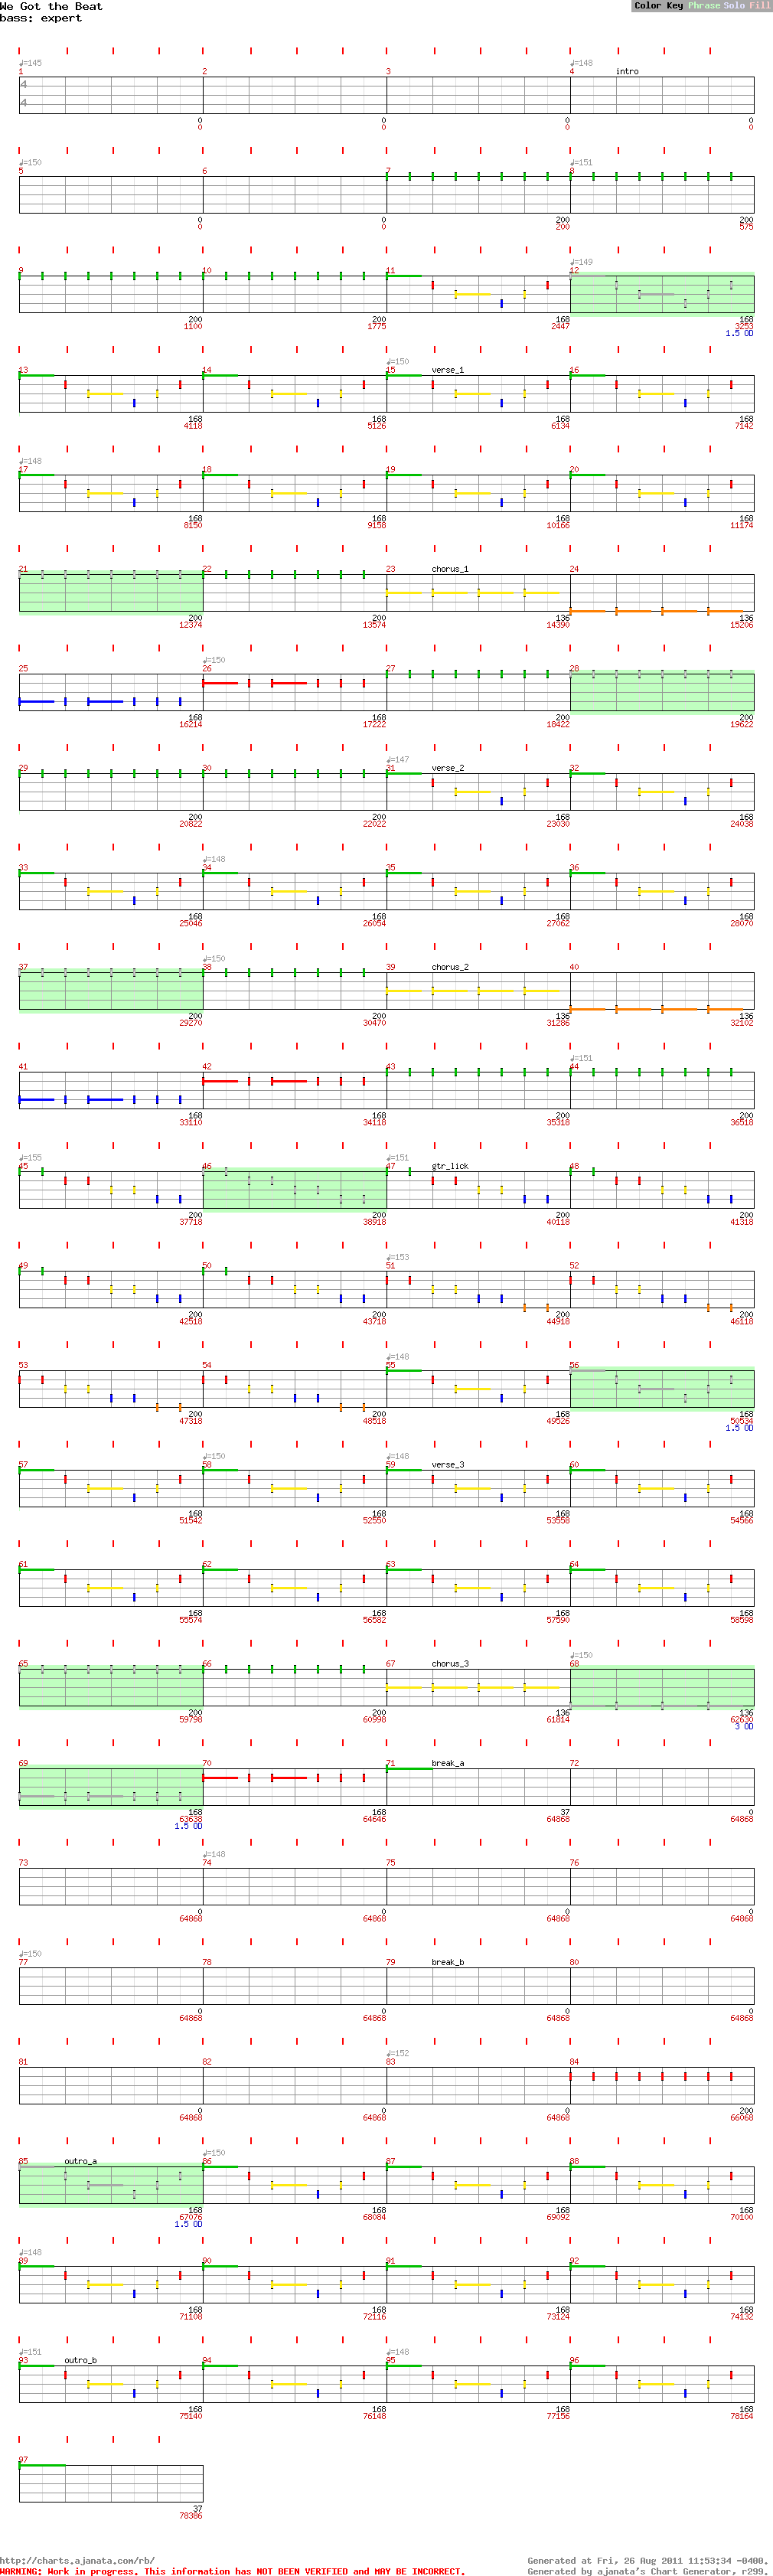 We Got the Beat
bass: expert
Color Key Phrase Solo Fill
♩=145 ♩=148
1 2 3 4 intro
4
4
0 0 0 0
0 0 0 0
♩=150 ♩=151
5 6 7 8
0 0 200 200
0 0 200 575
♩=149
9 10 11 12
200 200 168 168
1100 1775 2447 3253
1.5 OD
♩=150
13 14 15 verse_1 16
168 168 168 168
4118 5126 6134 7142
♩=148
17 18 19 20
168 168 168 168
8150 9158 10166 11174
21 22 23 chorus_1 24
200 200 136 136
12374 13574 14390 15206
♩=150
25 26 27 28
168 168 200 200
16214 17222 18422 19622
♩=147
29 30 31 verse_2 32
200 200 168 168
20822 22022 23030 24038
♩=148
33 34 35 36
168 168 168 168
25046 26054 27062 28070
♩=150
37 38 39 chorus_2 40
200 200 136 136
29270 30470 31286 32102
♩=151
41 42 43 44
168 168 200 200
33110 34118 35318 36518
♩=155 ♩=151
45 46 47 gtr_lick 48
200 200 200 200
37718 38918 40118 41318
♩=153
49 50 51 52
200 200 200 200
42518 43718 44918 46118
♩=148
53 54 55 56
200 200 168 168
47318 48518 49526 50534
1.5 OD
♩=150 ♩=148
57 58 59 verse_3 60
168 168 168 168
51542 52550 53558 54566
61 62 63 64
168 168 168 168
55574 56582 57590 58598
♩=150
65 66 67 chorus_3 68
200 200 136 136
59798 60998 61814 62630
3 OD
69 70 71 break_a 72
168 168 37 0
63638 64646 64868 64868
1.5 OD
♩=148
73 74 75 76
0 0 0 0
64868 64868 64868 64868
♩=150
77 78 79 break_b 80
0 0 0 0
64868 64868 64868 64868
♩=152
81 82 83 84
0 0 0 200
64868 64868 64868 66068
♩=150
85 outro_a 86 87 88
168 168 168 168
67076 68084 69092 70100
1.5 OD
♩=148
89 90 91 92
168 168 168 168
71108 72116 73124 74132
♩=151 ♩=148
93 outro_b 94 95 96
168 168 168 168
75140 76148 77156 78164
97
37
78386
http://charts.ajanata.com/rb/ Generated at Fri, 26 Aug 2011 11:53:34 -0400.
WARNING: Work in progress. This information has NOT BEEN VERIFIED and MAY BE INCORRECT. Generated by ajanata's Chart Generator, r299.